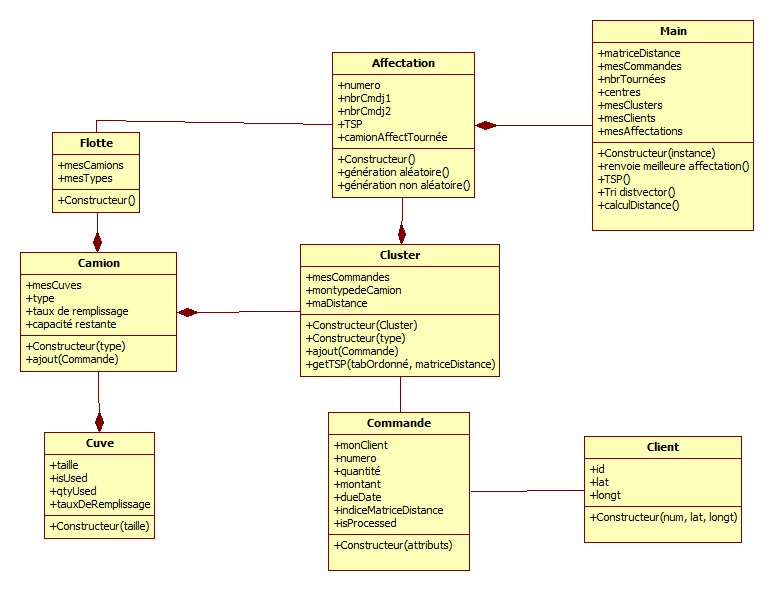 Main
+matriceDistance
+mesCommandes
+nbrTournées
+centres
+mesClusters
+mesClients
+mesAffectations
+Constructeur(instance)
+renvoie meilleure affectation()
+TSP()
+Tri distvector()
+calculDistance()
Affectation
+numero
+nbrCmdj1
+nbrCmdj2
+TSP
+camionAffectTournée
+Constructeur()
+génération aléatoire()
+génération non aléatoire()
Flotte
+mesCamions
+mesTypes
+Constructeur()
Camion
+mesCuves
+type
+taux de remplissage
+capacité restante
+Constructeur(type)
+ajout(Commande)
Cluster
+mesCommandes
+montypedeCamion
+maDistance
+Constructeur(Cluster)
+Constructeur(type)
+ajout(Commande)
+getTSP(tabOrdonné, matriceDistance)
Cuve
+taille
+isUsed
+qtyUsed
+tauxDeRemplissage
+Constructeur(taille)
Commande
+monClient
+numero
+quantité
+montant
+dueDate
+indiceMatriceDistance
+isProcessed
+Constructeur(attributs)
Client
+id
+lat
+longt
+Constructeur(num, lat, longt)